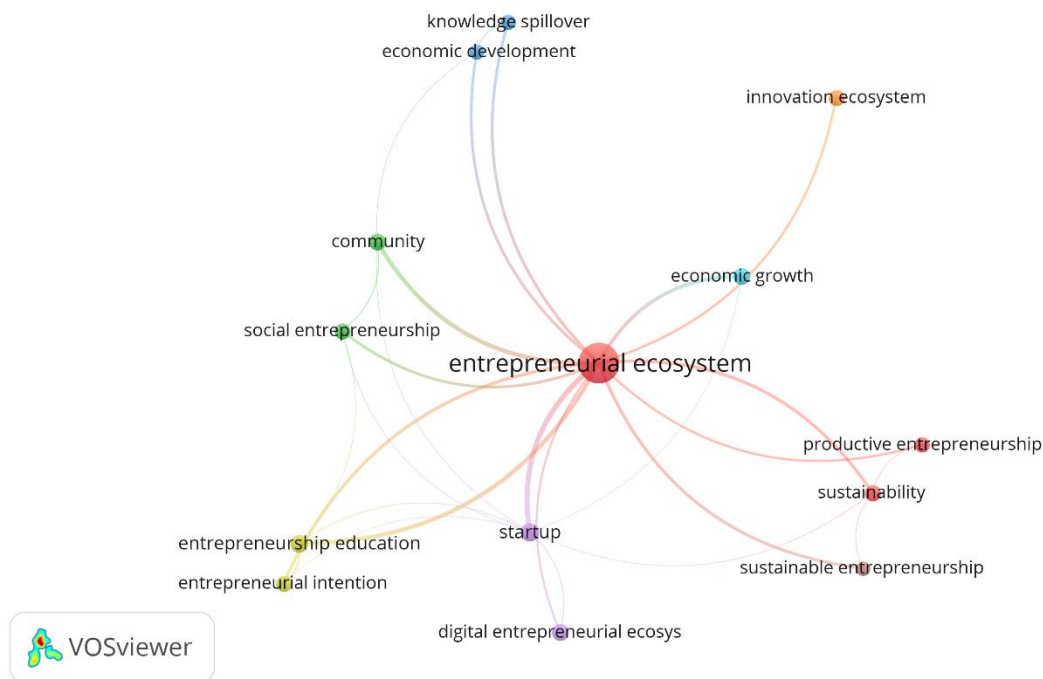 knowledge spillover
economic development
innovation ecosystem
community
economic growth
social entrepreneurship
entrepreneurial ecosystem
productive entrepreneurship
sustainability
startup
entrepreneurship education
sustainable entrepreneurship
entrepreneurial intention
digital entrepreneurial ecosys
VOSviewer